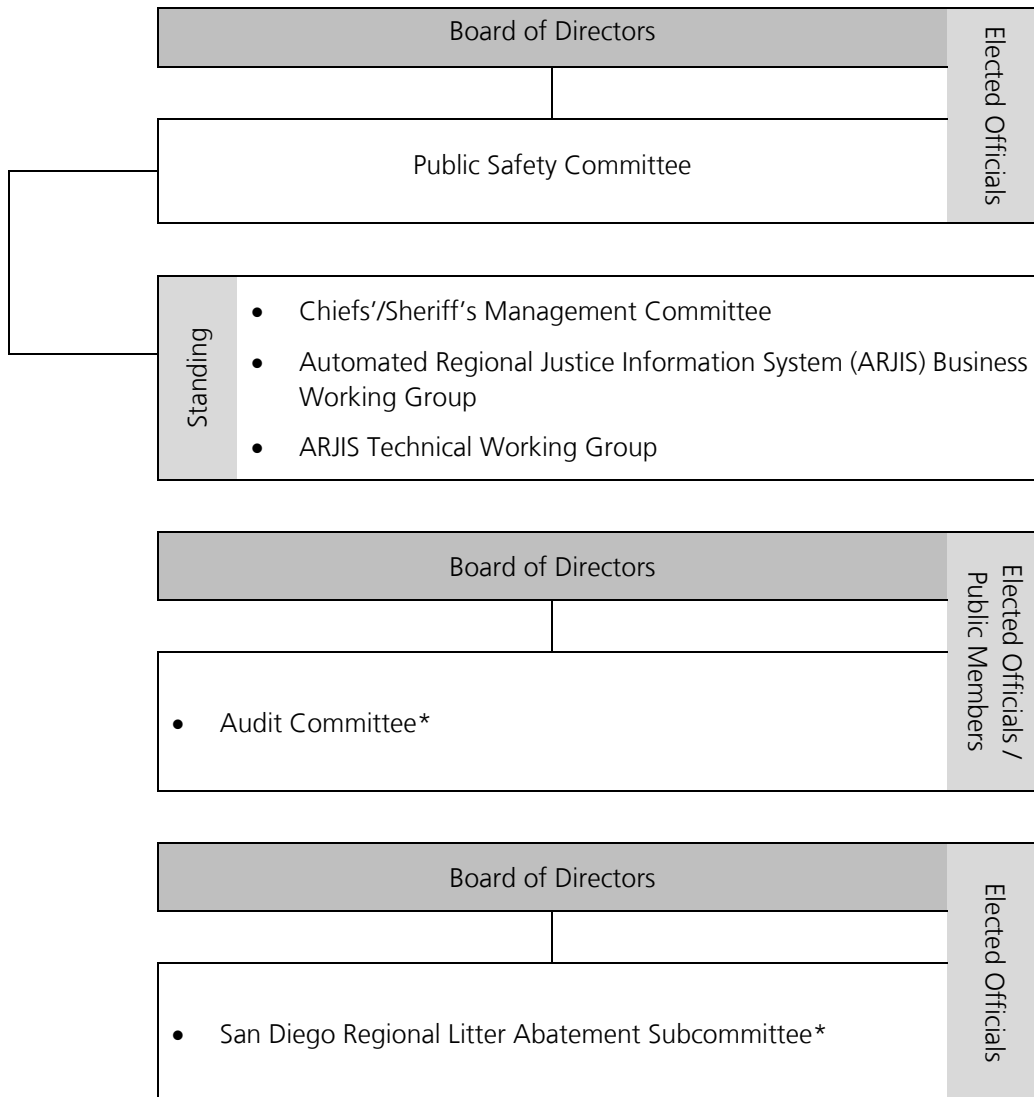 Board of Directors
Elected Officials
Public Safety Committee
Standing
• Chiefs’/Sheriff’s Management Committee
• Automated Regional Justice Information System (ARJIS) Business
Working Group
• ARJIS Technical Working Group
Board of Directors
Elected Officials /
Public Members
• Audit Committee*
Board of Directors
Elected Officials
• San Diego Regional Litter Abatement Subcommittee*